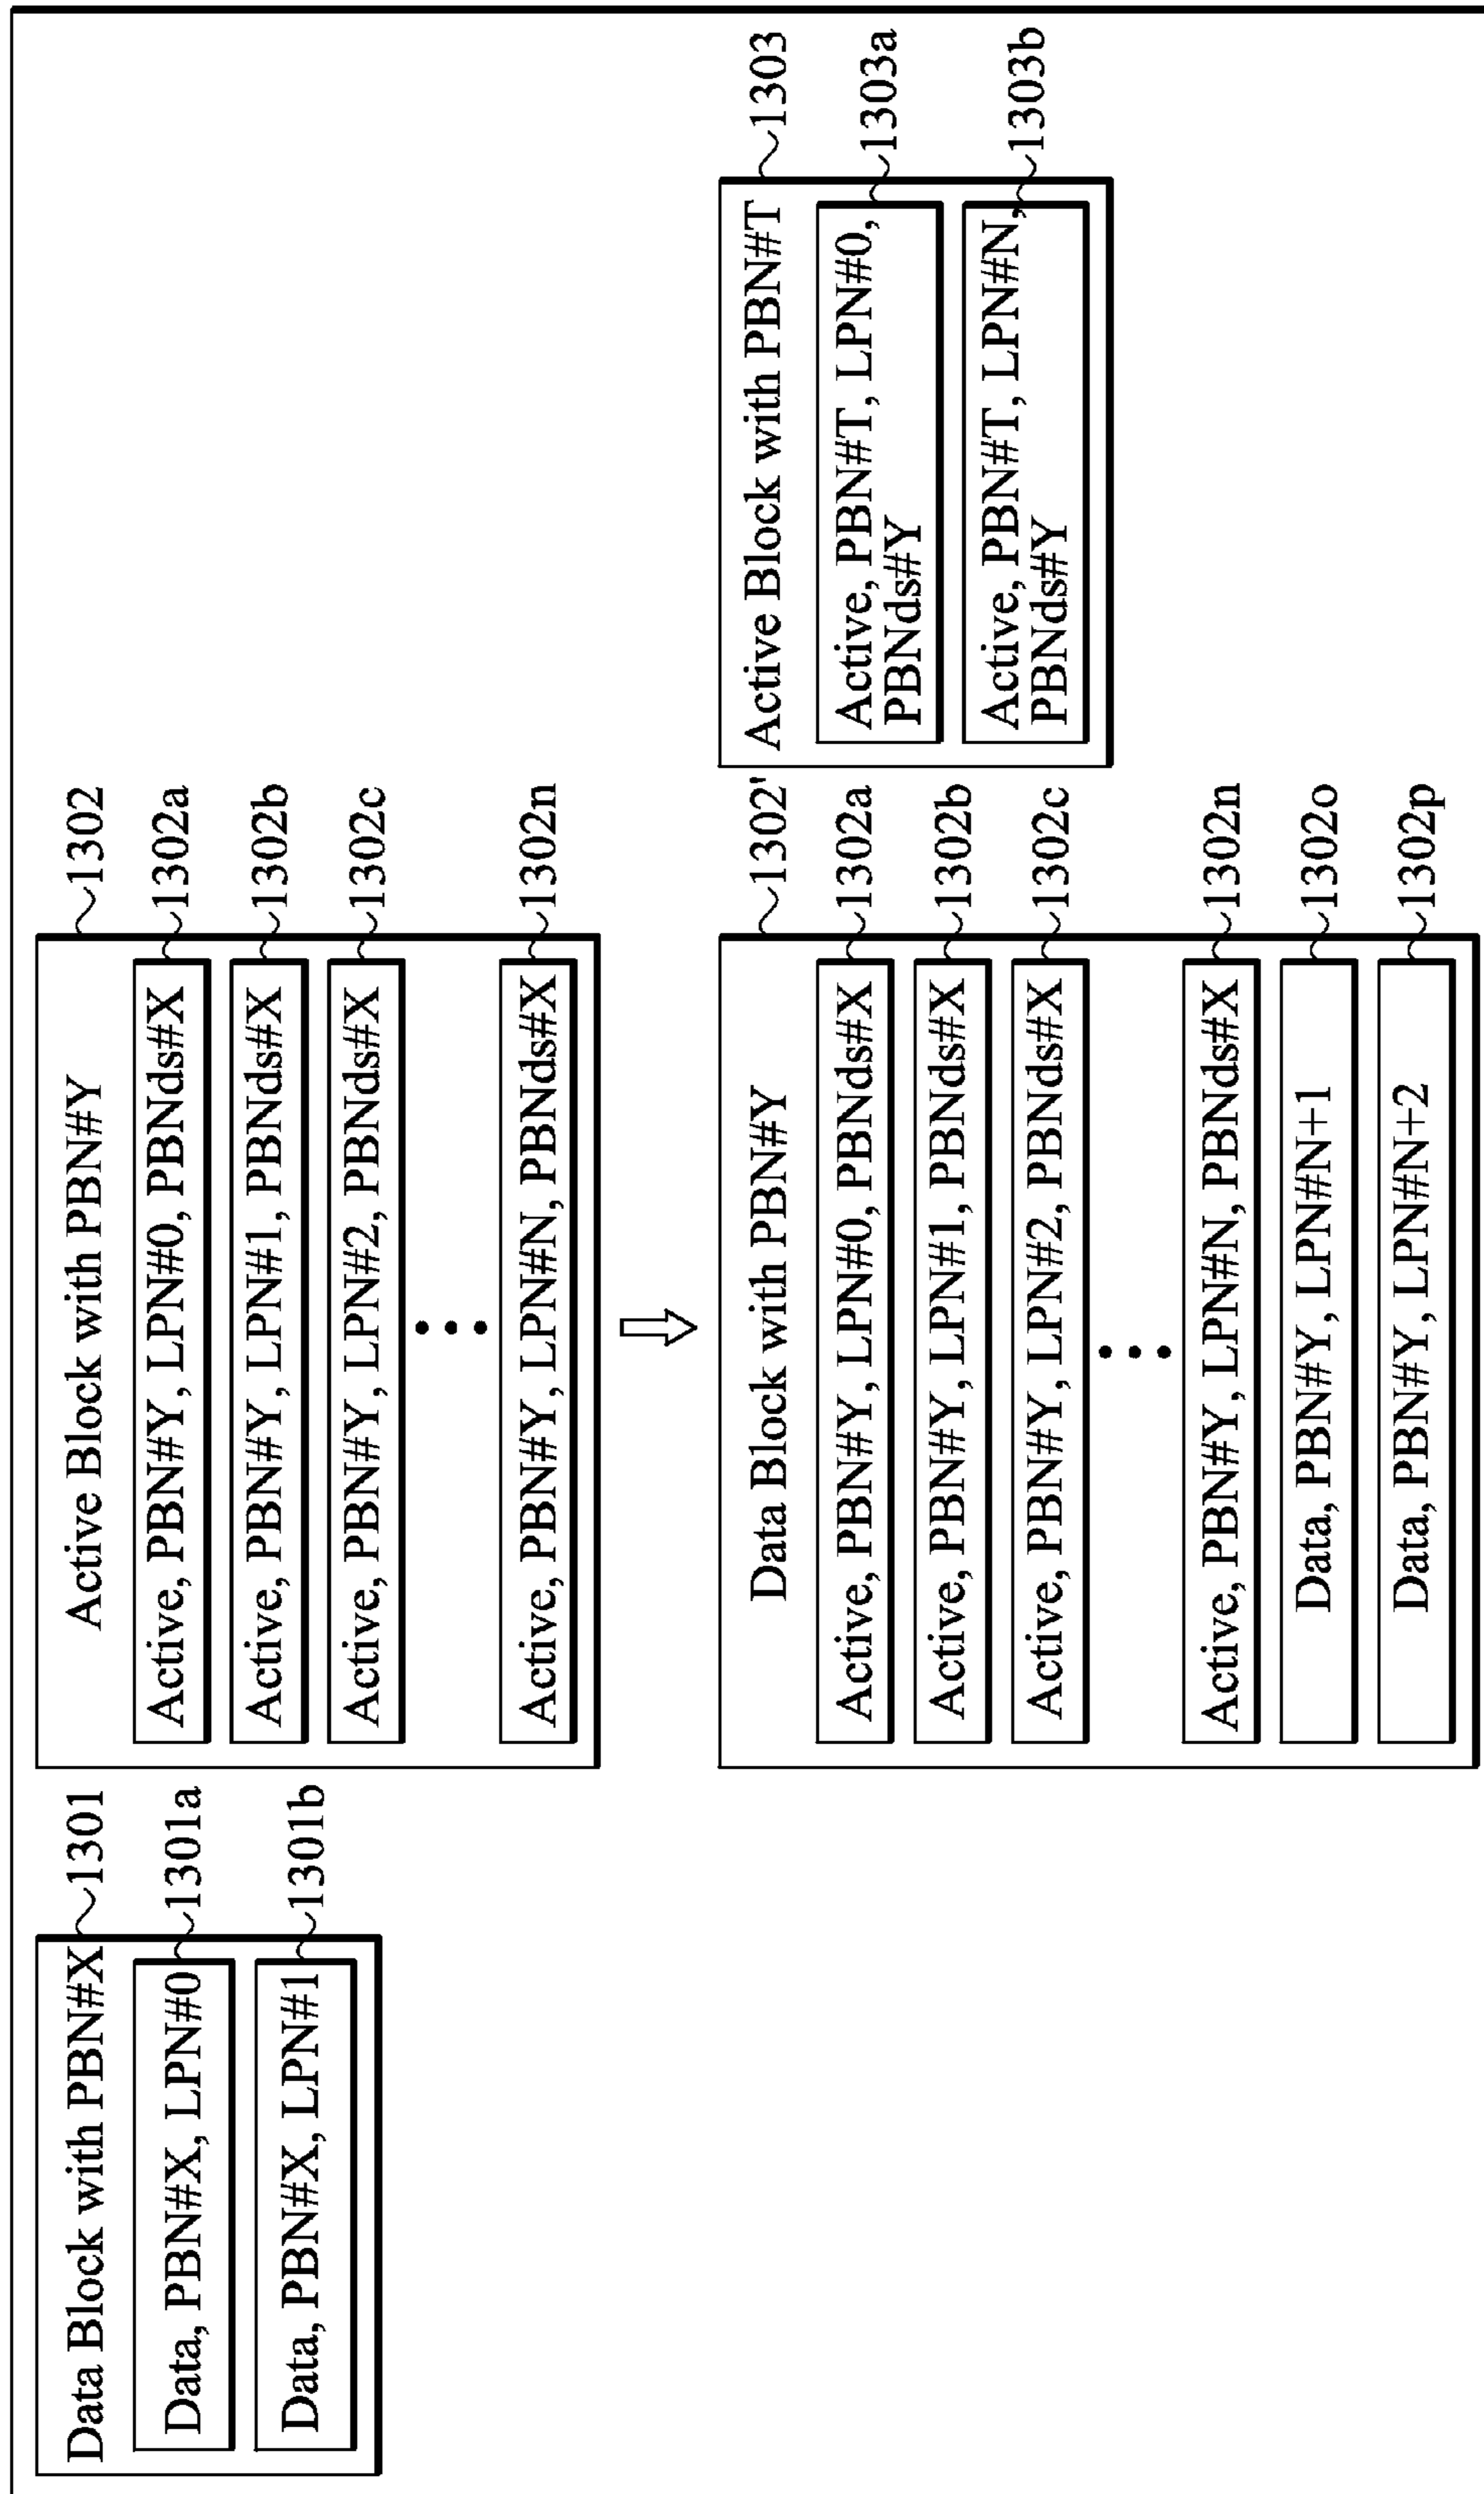 Data Block with PBN#X
1301
Data, PBN#X, LPN#0
1301a
Data, PBN#X, LPN#1
1301b
Active Block with PBN#Y
1302
Active, PBN#Y, LPN#0, PBNds#X
1302a
Active, PBN#Y, LPN#1, PBNds#X
1302b
Active, PBN#Y, LPN#2, PBNds#X
1302c
Active, PBN#Y, LPN#N, PBNds#X
1302n
Data Block with PBN#Y
1302'
Active, PBN#Y, LPN#0, PBNds#X
1302a
Active, PBN#Y, LPN#1, PBNds#X
1302b
Active, PBN#Y, LPN#2, PBNds#X
1302c
Active, PBN#Y, LPN#N, PBNds#X
1302n
Data, PBN#Y, LPN#N+1
1302o
Data, PBN#Y, LPN#N+2
1302p
Active Block with PBN#T
1303
Active, PBN#T, LPN#0,
PBNds#Y
1303a
Active, PBN#T, LPN#N,
PBNds#Y
1303b